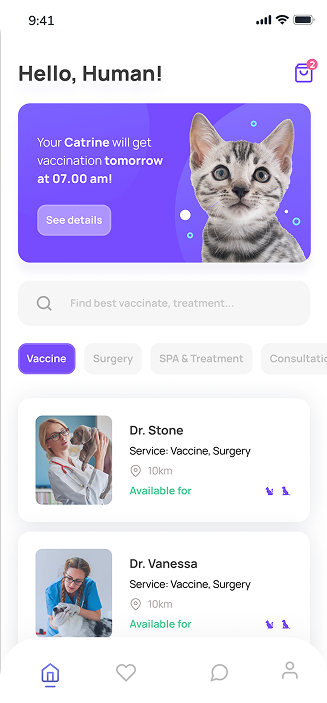 9:41
Hello, Human!
2
Your Catrine will get
vaccination tomorrow
at 07.00 am!
See details
Find best vaccinate, treatment...
Vaccine
Surgery
SPA & Treatment
Consultatio
Dr. Stone
Service: Vaccine, Surgery
10km
Available for
Dr. Vanessa
Service: Vaccine, Surgery
10km
Available for